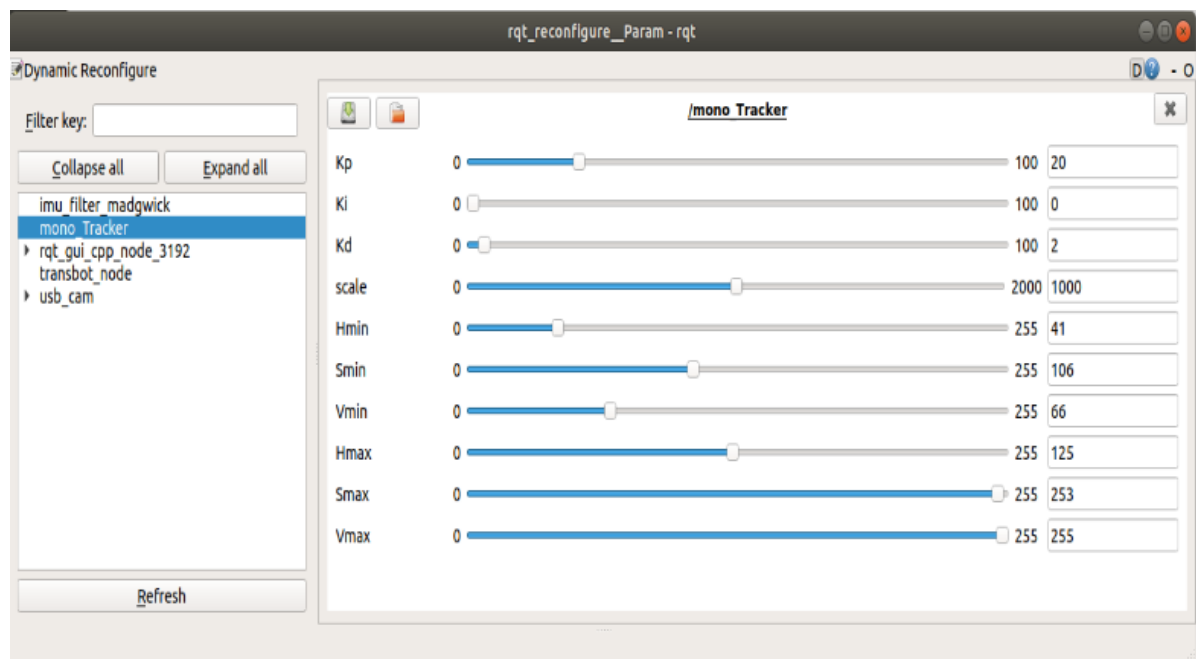 rqt_reconfigure__Param - rqt
Dynamic Reconfigure
D? - O
Filter key:
Collapse all Expand all
imu_filter_madgwick
mono_Tracker
rqt_gui_cpp_node_3192
transbot_node
usb_cam
Refresh
/mono_Tracker
Kp 0 100 20
Ki 0 100 0
Kd 0 100 2
scale 0 2000 1000
Hmin 0 255 41
Smin 0 255 106
Vmin 0 255 66
Hmax 0 255 125
Smax 0 255 253
Vmax 0 255 255